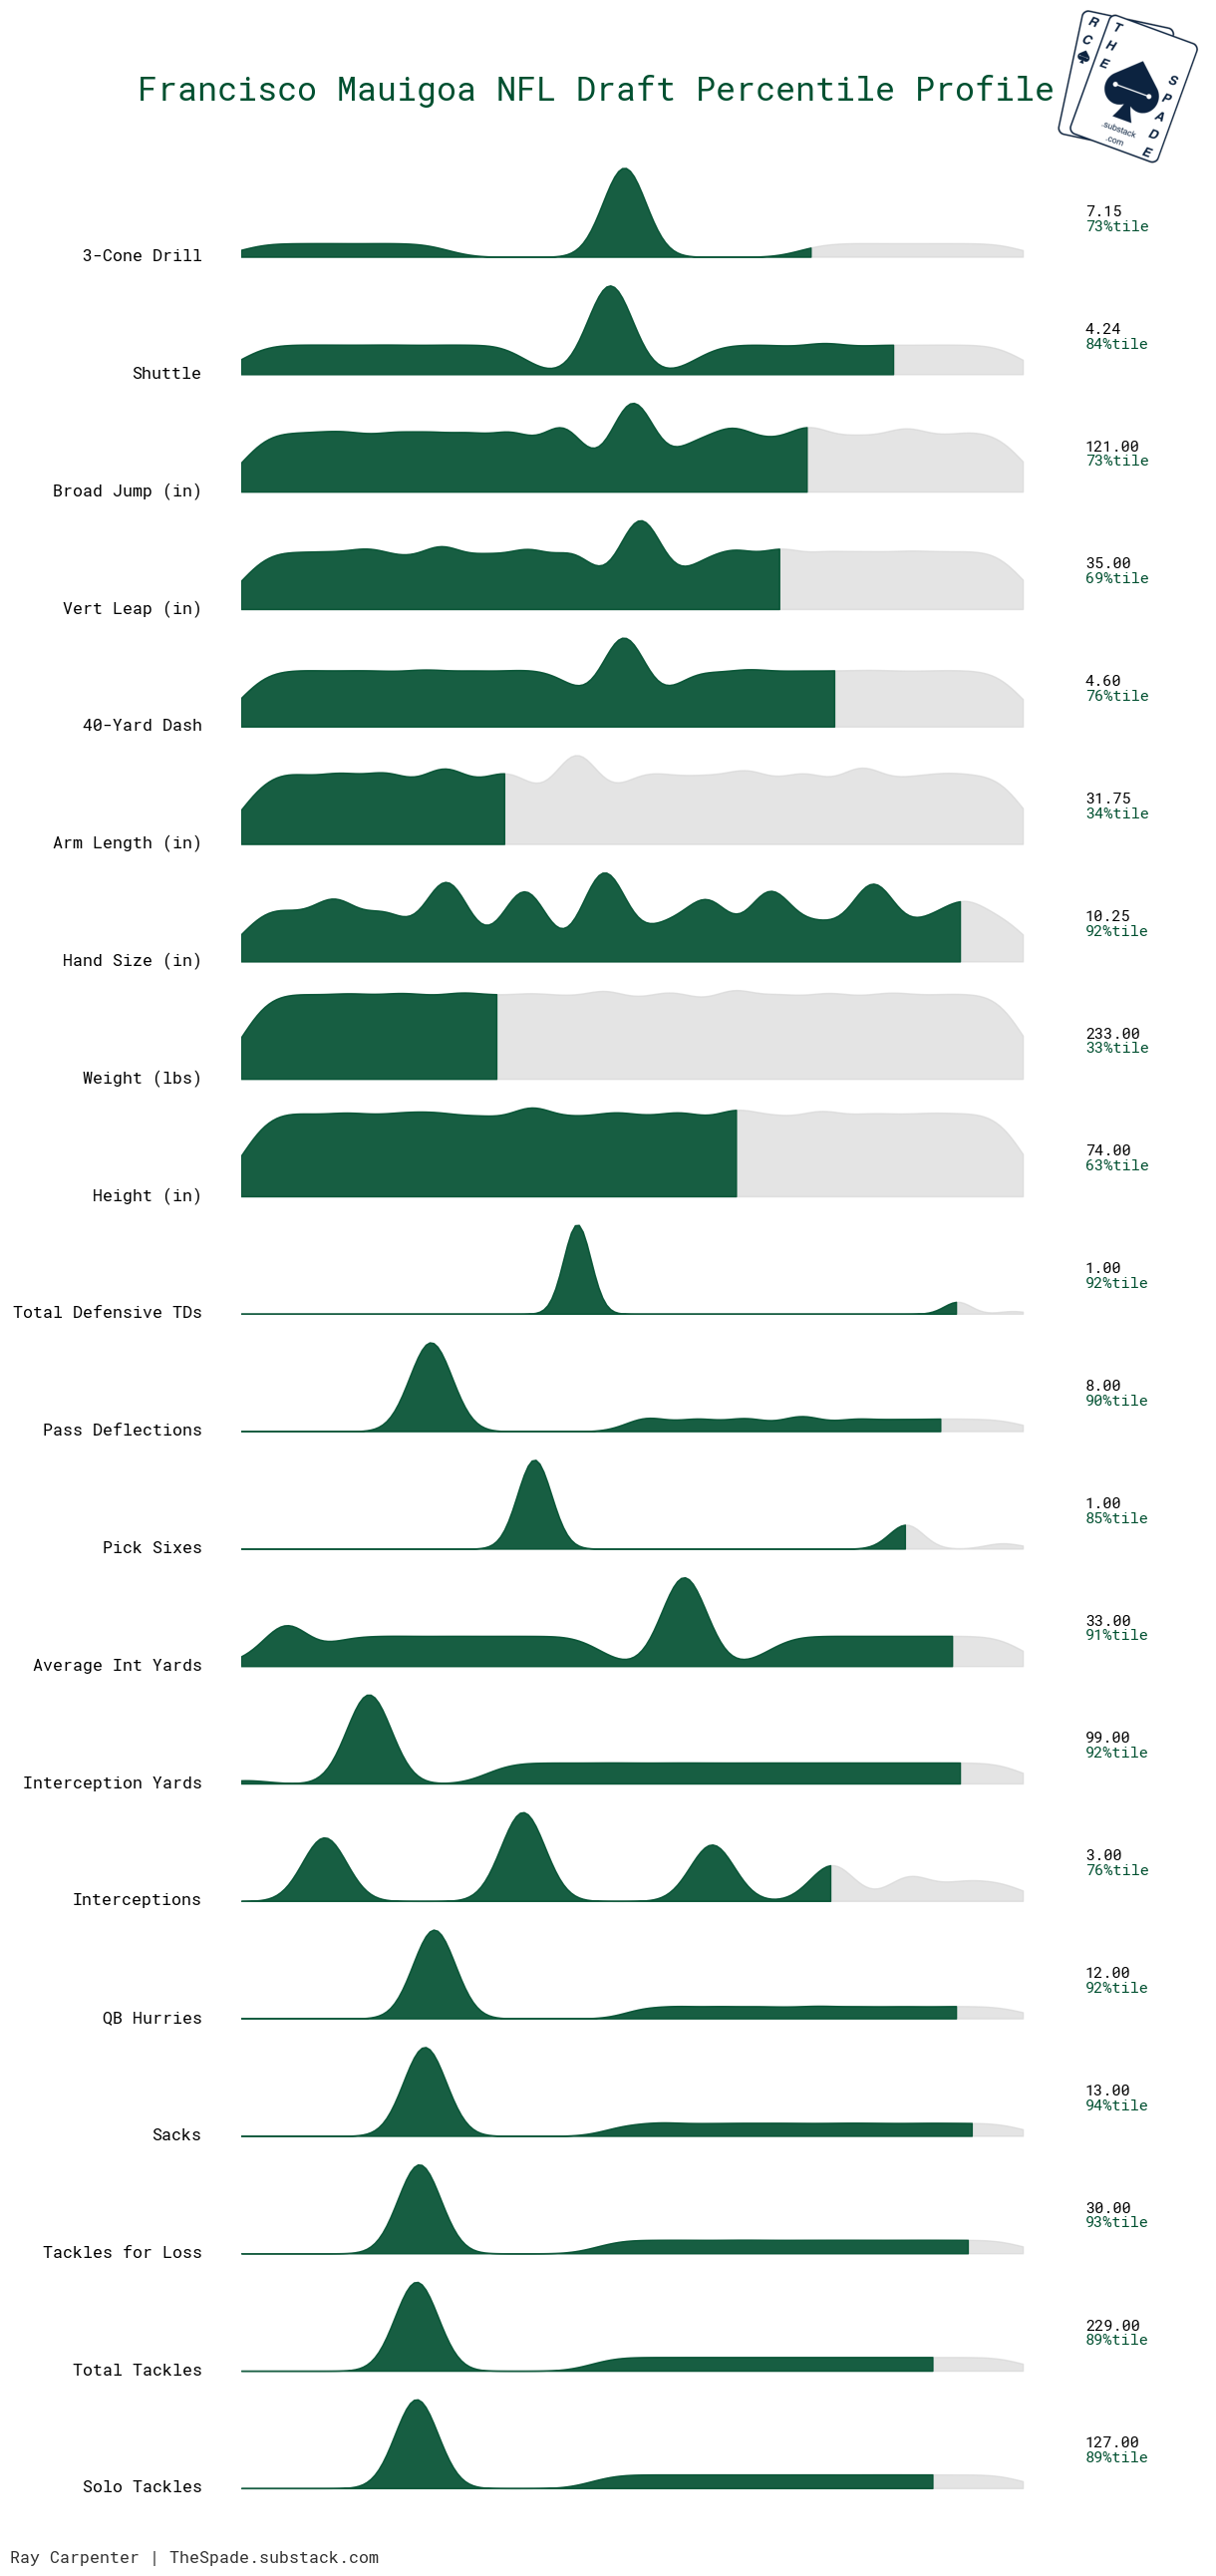 R
C
T
H
E
S
P
A
D
E
.substack
.com
Francisco Mauigoa NFL Draft Percentile Profile
3-Cone Drill
7.15
73%tile
Shuttle
4.24
84%tile
Broad Jump (in)
121.00
73%tile
Vert Leap (in)
35.00
69%tile
40-Yard Dash
4.60
76%tile
Arm Length (in)
31.75
34%tile
Hand Size (in)
10.25
92%tile
Weight (lbs)
233.00
33%tile
Height (in)
74.00
63%tile
Total Defensive TDs
1.00
92%tile
Pass Deflections
8.00
90%tile
Pick Sixes
1.00
85%tile
Average Int Yards
33.00
91%tile
Interception Yards
99.00
92%tile
Interceptions
3.00
76%tile
QB Hurries
12.00
92%tile
Sacks
13.00
94%tile
Tackles for Loss
30.00
93%tile
Total Tackles
229.00
89%tile
Solo Tackles
127.00
89%tile
Ray Carpenter | TheSpade.substack.com